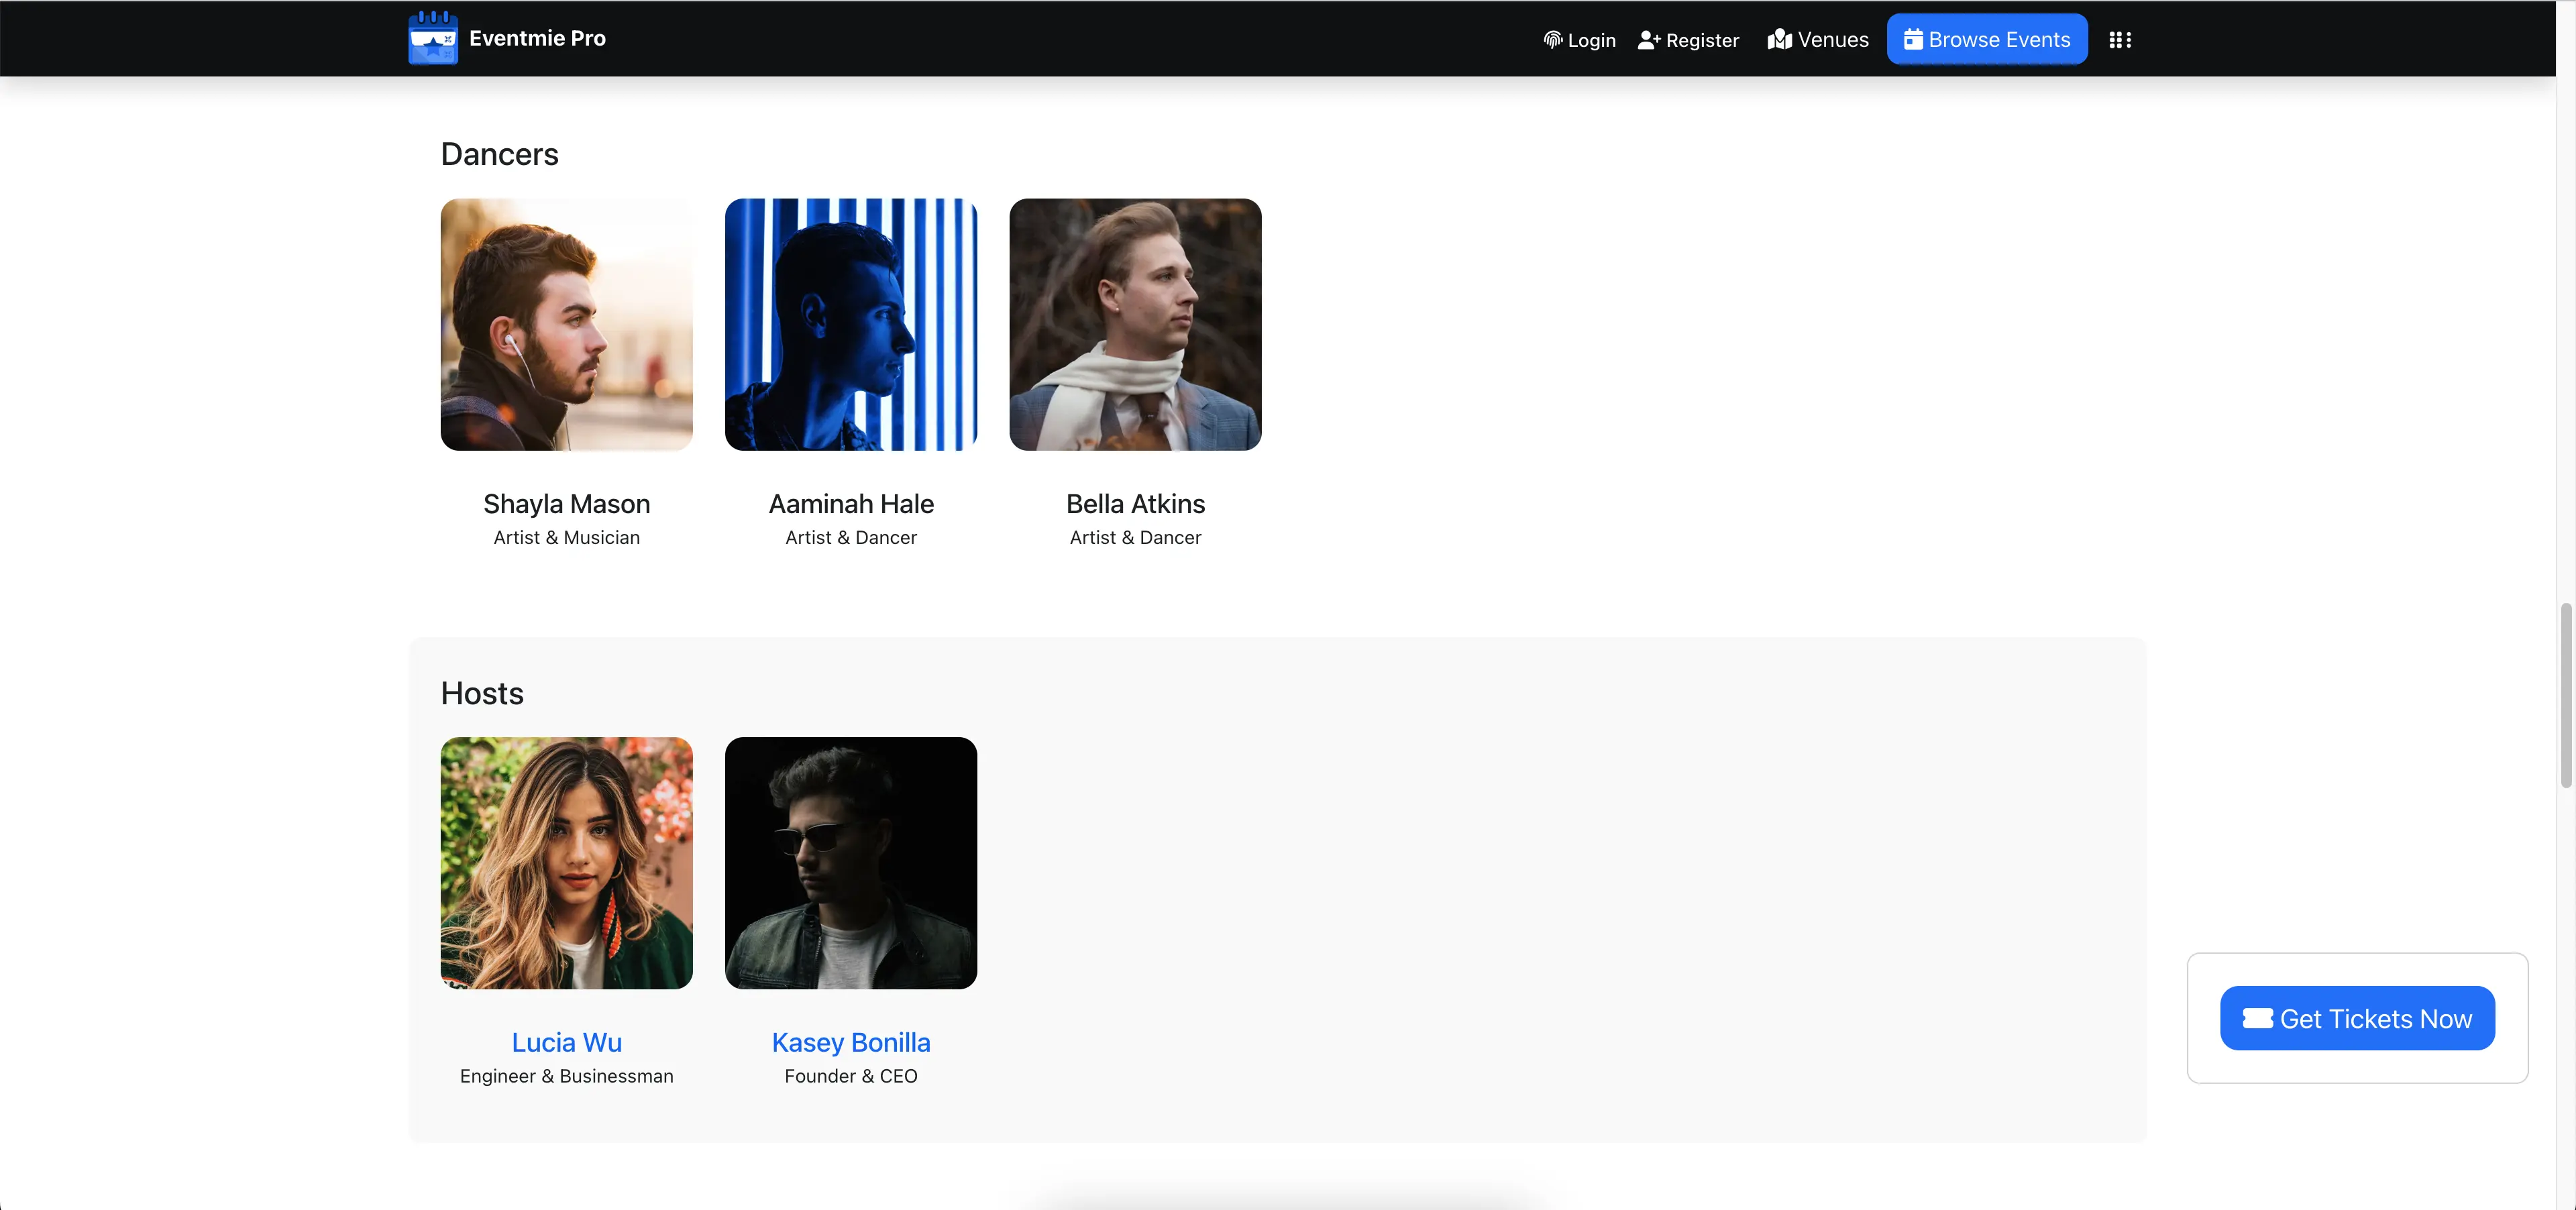 Eventmie Pro
Login Register Venues Browse Events
Dancers
Shayla Mason Aaminah Hale Bella Atkins
Artist & Musician Artist & Dancer Artist & Dancer
Hosts
Lucia Wu Kasey Bonilla
Engineer & Businessman Founder & CEO
Get Tickets Now